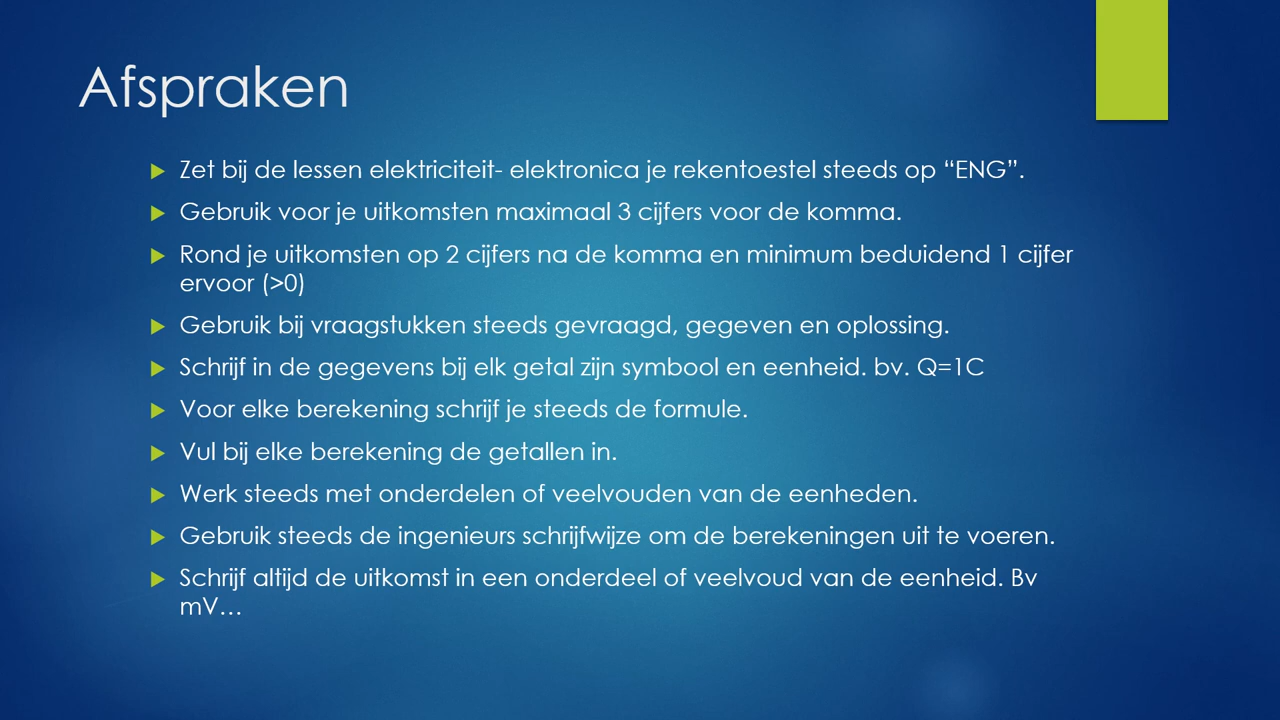 Afspraken
Zet bij de lessen elektriciteit- elektronica je rekentoestel steeds op “ENG”.
Gebruik voor je uitkomsten maximaal 3 cijfers voor de komma.
Rond je uitkomsten op 2 cijfers na de komma en minimum beduidend 1 cijfer
ervoor (>0)
Gebruik bij vraagstukken steeds gevraagd, gegeven en oplossing.
Schrijf in de gegevens bij elk getal zijn symbool en eenheid. bv. Q=1C
Voor elke berekening schrijf je steeds de formule.
Vul bij elke berekening de getallen in.
Werk steeds met onderdelen of veelvouden van de eenheden.
Gebruik steeds de ingenieurs schrijfwijze om de berekeningen uit te voeren.
Schrijf altijd de uitkomst in een onderdeel of veelvoud van de eenheid. Bv
mV…